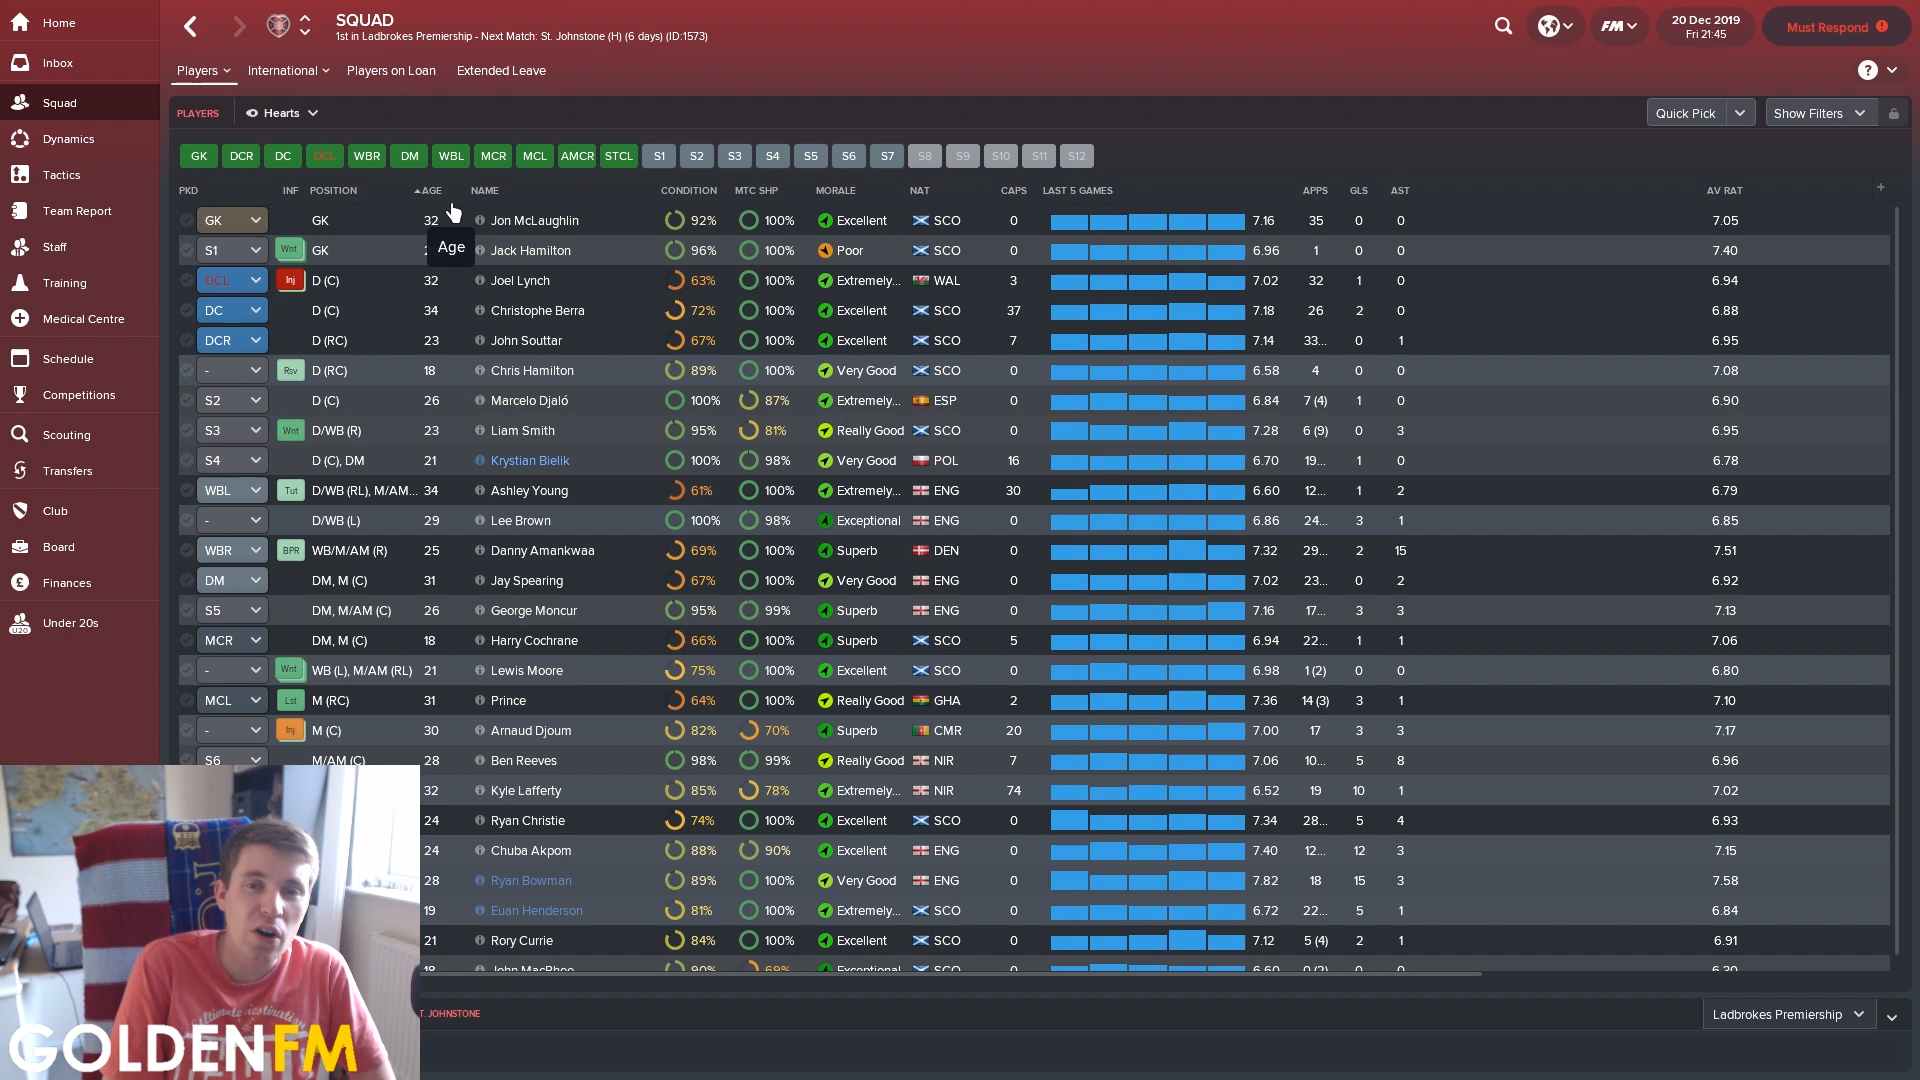 Home
Inbox
Squad
Dynamics
Tactics
Team Report
Staff
Training
Medical Centre
Schedule
Competitions
Scouting
Transfers
Club
Board
Finances
Under 20s
SQUAD
1st in Ladbrokes Premiership - Next Match: St. Johnstone (H) (6 days) (ID:1573)
FM
20 Dec 2019
Fri 21:45
Must Respond
Players International Players on Loan Extended Leave
PLAYERS Hearts Quick Pick Show Filters
GK DCR DC DCL WBR DM WBL MCR MCL AMCR STCL S1 S2 S3 S4 S5 S6 S7 S8 S9 S10 S11 S12
PKD INF POSITION AGE NAME CONDITION MTC SHP MORALE NAT CAPS LAST 5 GAMES APPS GLS AST AV RAT
GK GK 32 Jon McLaughlin 92% 100% Excellent SCO 0 7.16 35 0 0 7.05
Age
S1 Wnt GK Jack Hamilton 96% 100% Poor SCO 0 6.96 1 0 0 7.40
DCL Inj D (C) 32 Joel Lynch 63% 100% Extremely... WAL 3 7.02 32 1 0 6.94
DC D (C) 34 Christophe Berra 72% 100% Excellent SCO 37 7.18 26 2 0 6.88
DCR D (RC) 23 John Souttar 67% 100% Excellent SCO 7 7.14 33... 0 1 6.95
- Rsv D (RC) 18 Chris Hamilton 89% 100% Very Good SCO 0 6.58 4 0 0 7.08
S2 D (C) 26 Marcelo Djaló 100% 87% Extremely... ESP 0 6.84 7 (4) 1 0 6.90
S3 Wnt D/WB (R) 23 Liam Smith 95% 81% Really Good SCO 0 7.28 6 (9) 0 3 6.95
S4 D (C), DM 21 Krystian Bielik 100% 98% Very Good POL 16 6.70 19... 1 0 6.78
WBL Tut D/WB (RL), M/AM... 34 Ashley Young 61% 100% Extremely... ENG 30 6.60 12... 1 2 6.79
- D/WB (L) 29 Lee Brown 100% 98% Exceptional ENG 0 6.86 24... 3 1 6.85
WBR BPR WB/M/AM (R) 25 Danny Amankwaa 69% 100% Superb DEN 0 7.32 29... 2 15 7.51
DM DM, M (C) 31 Jay Spearing 67% 100% Very Good ENG 0 7.02 23... 0 2 6.92
S5 DM, M/AM (C) 26 George Moncur 95% 99% Superb ENG 0 7.16 17... 3 3 7.13
MCR DM, M (C) 18 Harry Cochrane 66% 100% Superb SCO 5 6.94 22... 1 1 7.06
- Wnt WB (L), M/AM (RL) 21 Lewis Moore 75% 100% Excellent SCO 0 6.98 1 (2) 0 0 6.80
MCL Lst M (RC) 31 Prince 64% 100% Really Good GHA 2 7.36 14 (3) 3 1 7.10
- Inj M (C) 30 Arnaud Djoum 82% 70% Superb CMR 20 7.00 17 3 3 7.17
S6 M/AM (C) 28 Ben Reeves 98% 99% Really Good NIR 7 7.06 10... 5 8 6.96
32 Kyle Lafferty 85% 78% Extremely... NIR 74 6.52 19 10 1 7.02
24 Ryan Christie 74% 100% Excellent SCO 0 7.34 28... 5 4 6.93
24 Chuba Akpom 88% 90% Excellent ENG 0 7.40 12... 12 3 7.15
28 Ryan Bowman 89% 100% Very Good ENG 0 7.82 18 15 3 7.58
19 Euan Henderson 81% 100% Extremely... SCO 0 6.72 22... 5 1 6.84
21 Rory Currie 84% 100% Excellent SCO 0 7.12 5 (4) 2 1 6.91
18 John MacPhee 90% 69% Exceptional SCO 0 6.60 0 (2) 0 0 6.30
T. JOHNSTONE Ladbrokes Premiership
GOLDENFM